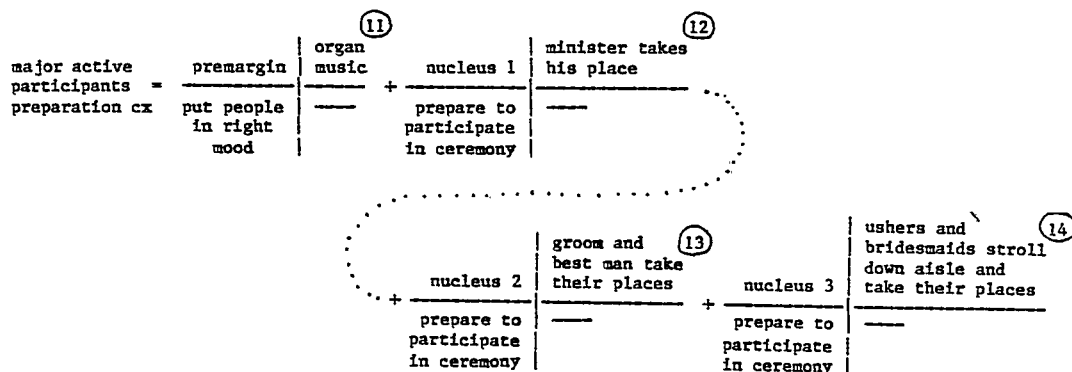 major active
participants =
preparation cx
premargin
put people
in right
mood
11
organ
music
+
nucleus 1
prepare to
participate
in ceremony
12
minister takes
his place
+
nucleus 2
prepare to
participate
in ceremony
13
groom and
best man take
their places
+
nucleus 3
prepare to
participate
in ceremony
14
ushers and
bridesmaids stroll
down aisle and
take their places